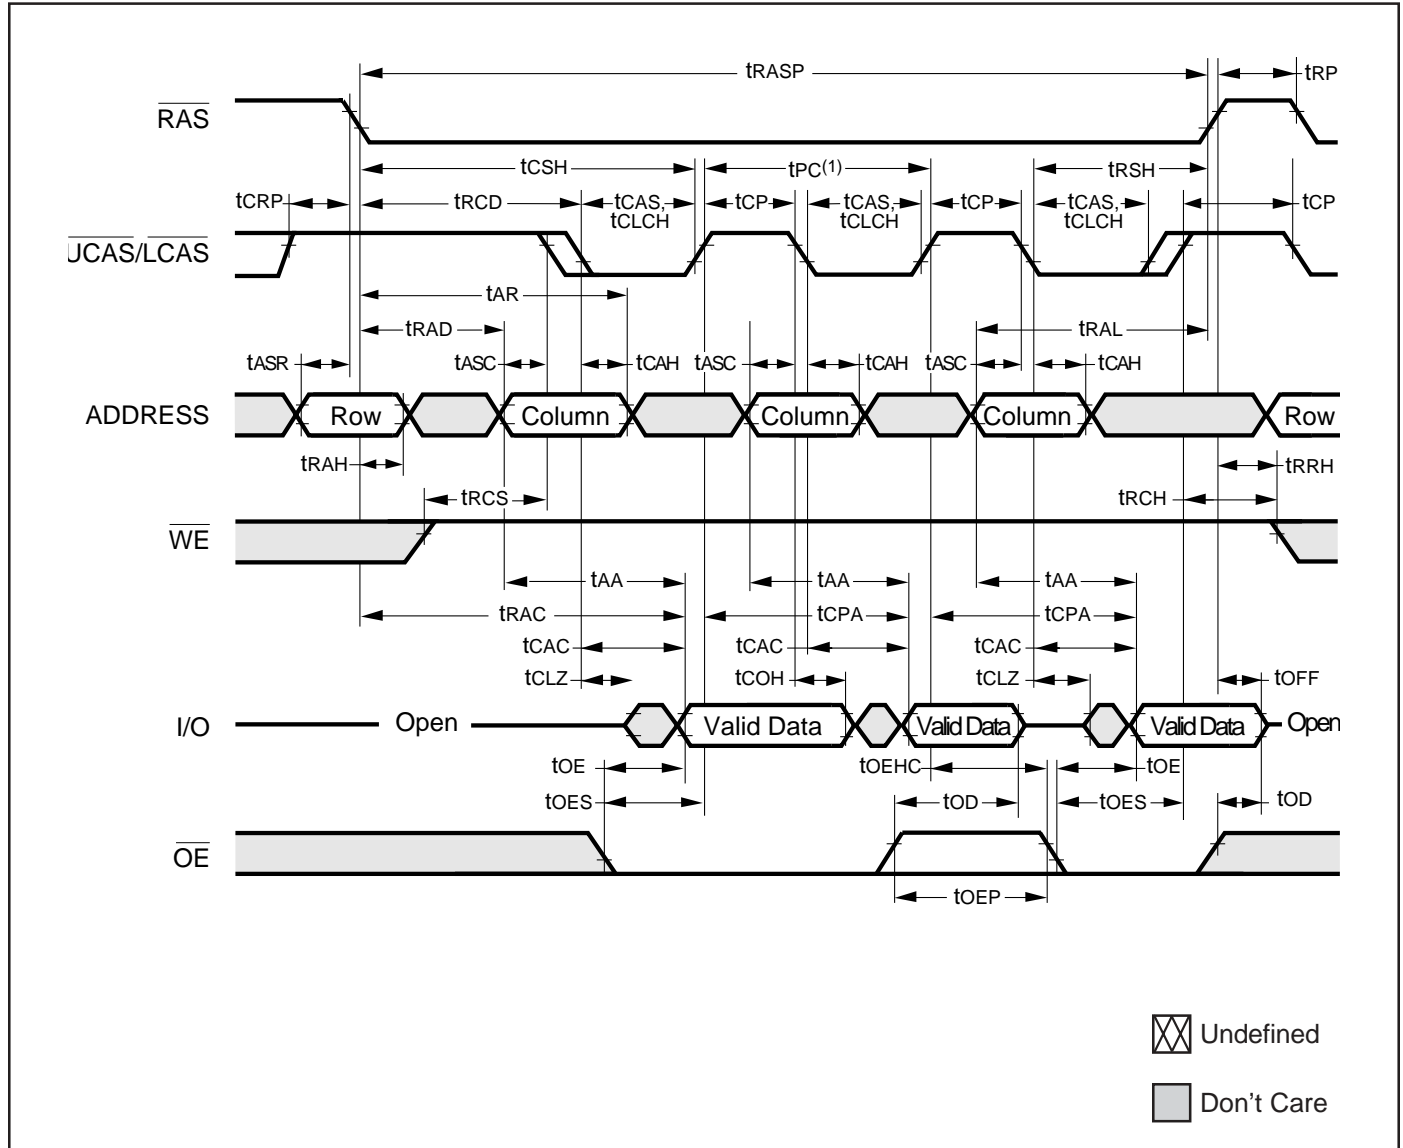 tRASP tRP
RAS
tCSH tPC(1) tRSH
tCRP tRCD tCAS, tCP tCAS, tCP tCAS, tCP
tCLCH tCLCH tCLCH
UCAS/LCAS
tAR
tRAD tRAL
tASR tASC tCAH tASC tCAH tASC tCAH
ADDRESS Row Column Column Column Row
tRAH tRRH
tRCS tRCH
WE
tAA tAA tAA
tRAC tCPA tCPA
tCAC tCAC tCAC
tCLZ tCOH tCLZ tOFF
I/O Open Valid Data Valid Data Valid Data Open
tOE tOEHC tOE
tOES tOD tOES tOD
OE
tOEP
Undefined
Don't Care